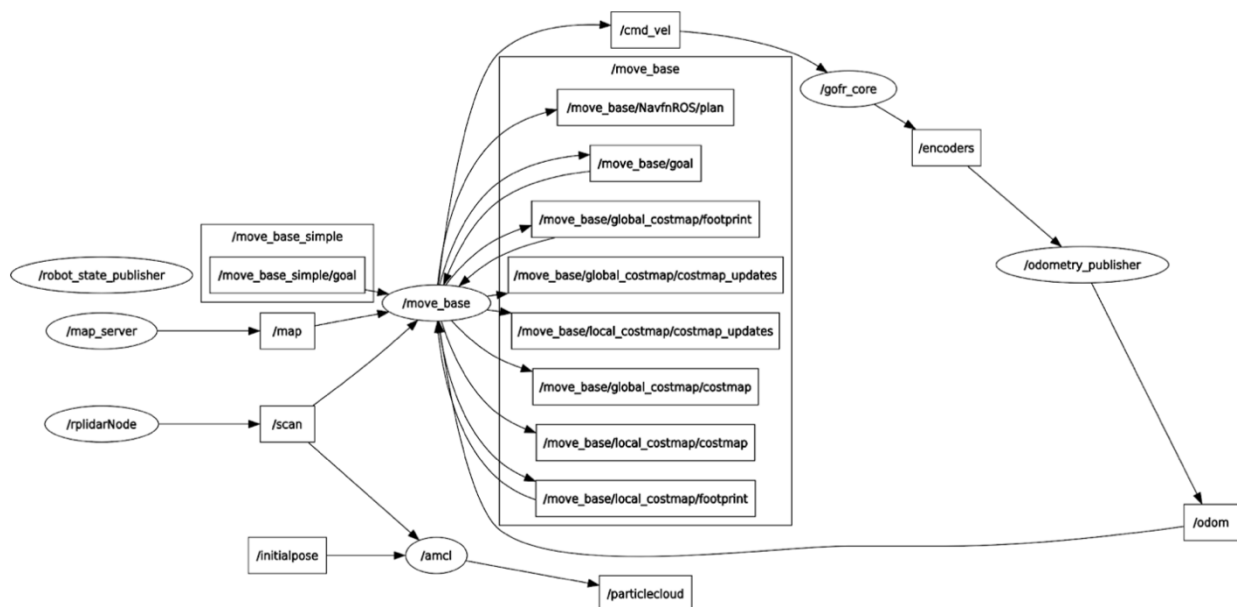 /cmd_vel
/move_base
/gofr_core
/move_base/NavfnROS/plan
/encoders
/move_base/goal
/move_base/global_costmap/footprint
/move_base_simple
/move_base_simple/goal
/robot_state_publisher
/move_base/global_costmap/costmap_updates
/odometry_publisher
/move_base
/map_server
/map
/move_base/local_costmap/costmap_updates
/move_base/global_costmap/costmap
/rplidarNode
/scan
/move_base/local_costmap/costmap
/move_base/local_costmap/footprint
/odom
/initialpose
/amcl
/particlecloud